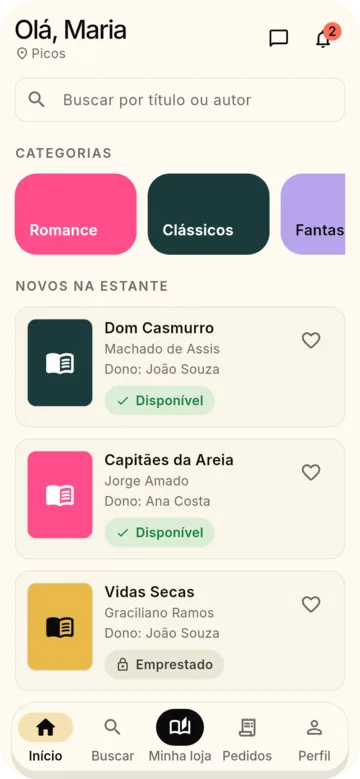 Olá, Maria
2
Picos
Buscar por título ou autor
CATEGORIAS
Romance
Clássicos
Fantas
NOVOS NA ESTANTE
Dom Casmurro
Machado de Assis
Dono: João Souza
Disponível
Capitães da Areia
Jorge Amado
Dono: Ana Costa
Disponível
Vidas Secas
Graciliano Ramos
Dono: João Souza
Emprestado
Início
Buscar
Minha loja
Pedidos
Perfil